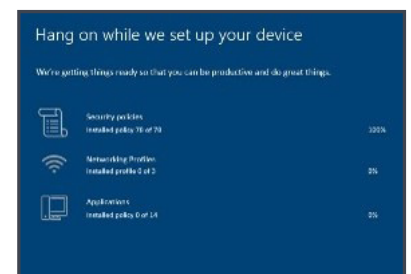 Hang on while we set up your device
We're getting things ready so that you can be productive and do great things.
Security policies
Installed policy 70 of 70
100%
Networking Profiles
Installed profile 0 of 3
0%
Applications
Installed policy 0 of 14
0%